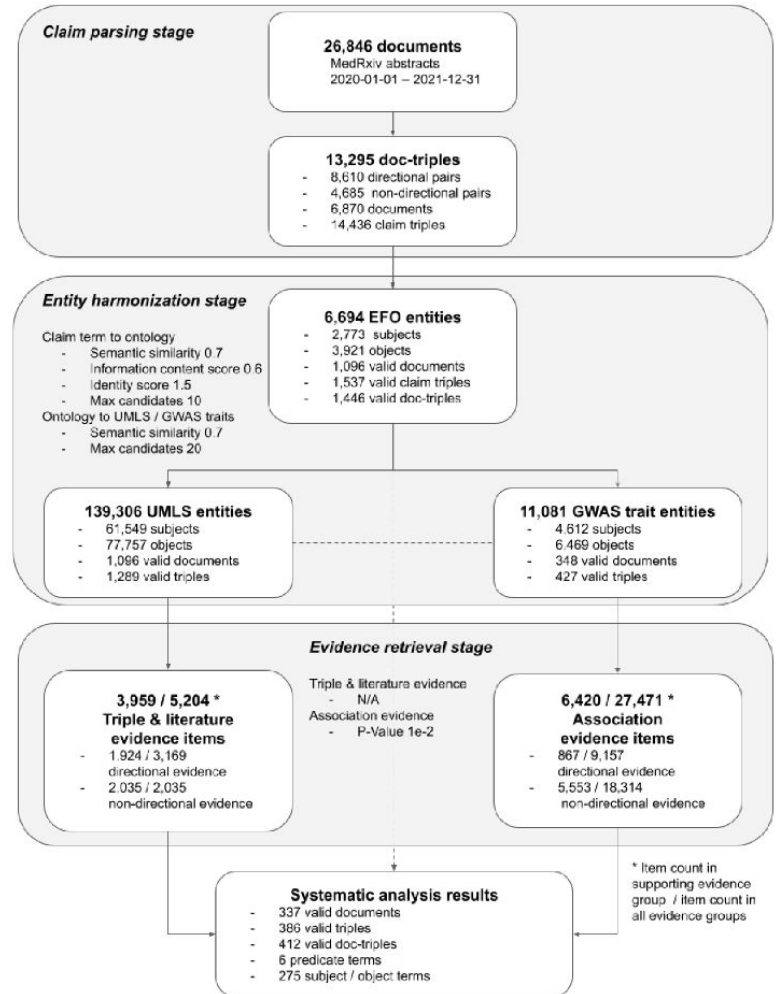 Claim parsing stage
26,846 documents
MedRxiv abstracts
2020-01-01 – 2021-12-31
13,295 doc-triples
- 8,610 directional pairs
- 4,685 non-directional pairs
- 6,870 documents
- 14,436 claim triples
Entity harmonization stage
Claim term to ontology
- Semantic similarity 0.7
- Information content score 0.6
- Identity score 1.5
- Max candidates 10
Ontology to UMLS / GWAS traits
- Semantic similarity 0.7
- Max candidates 20
6,694 EFO entities
- 2,773 subjects
- 3,921 objects
- 1,096 valid documents
- 1,537 valid claim triples
- 1,446 valid doc-triples
139,306 UMLS entities
- 61,549 subjects
- 77,757 objects
- 1,096 valid documents
- 1,289 valid triples
11,081 GWAS trait entities
- 4,612 subjects
- 6,469 objects
- 348 valid documents
- 427 valid triples
Evidence retrieval stage
3,959 / 5,204 *
Triple & literature
evidence items
- 1,924 / 3,169
directional evidence
- 2,035 / 2,035
non-directional evidence
Triple & literature evidence
- N/A
Association evidence
- P-Value 1e-2
6,420 / 27,471 *
Association
evidence items
- 867 / 9,157
directional evidence
- 5,553 / 18,314
non-directional evidence
* Item count in
supporting evidence
group / item count in
all evidence groups
Systematic analysis results
- 337 valid documents
- 386 valid triples
- 412 valid doc-triples
- 6 predicate terms
- 275 subject / object terms